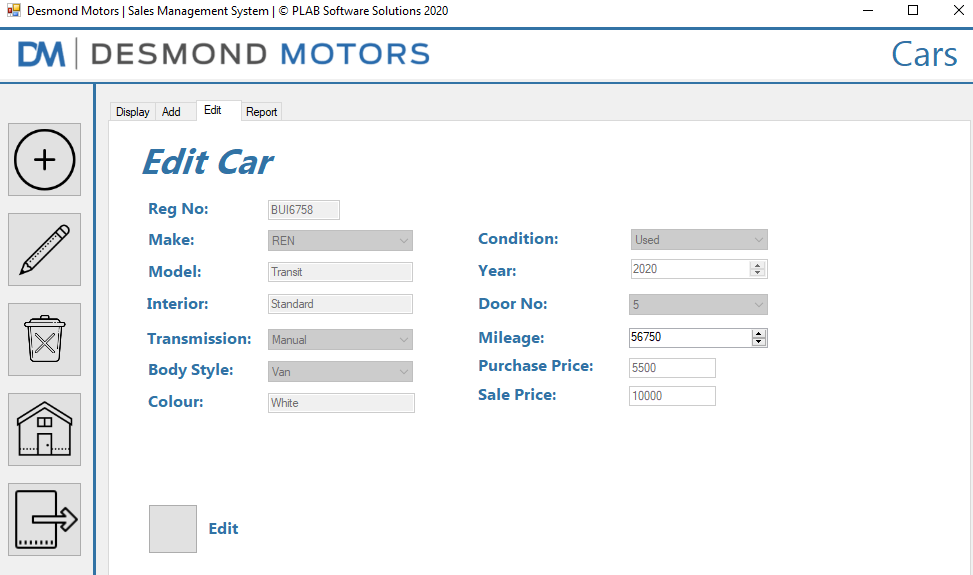 Desmond Motors | Sales Management System | © PLAB Software Solutions 2020
DM | DESMOND MOTORS
Cars
Display Add Edit Report
Edit Car
Reg No: BUI6758
Make: REN
Model: Transit
Interior: Standard
Transmission: Manual
Body Style: Van
Colour: White
Condition: Used
Year: 2020
Door No: 5
Mileage: 56750
Purchase Price: 5500
Sale Price: 10000
Edit